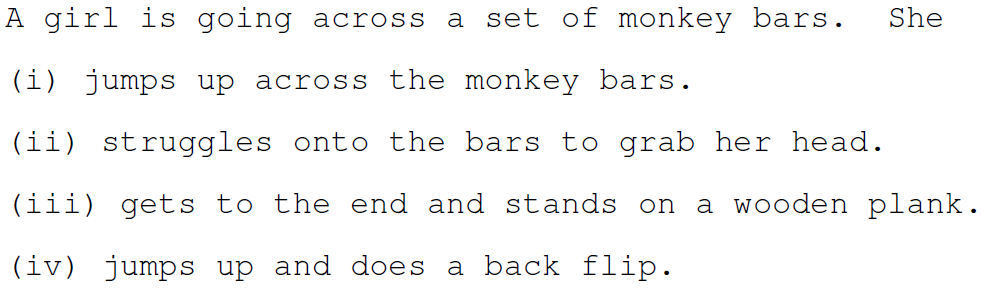 A girl is going across a set of monkey bars. She
(i) jumps up across the monkey bars.
(ii) struggles onto the bars to grab her head.
(iii) gets to the end and stands on a wooden plank.
(iv) jumps up and does a back flip.